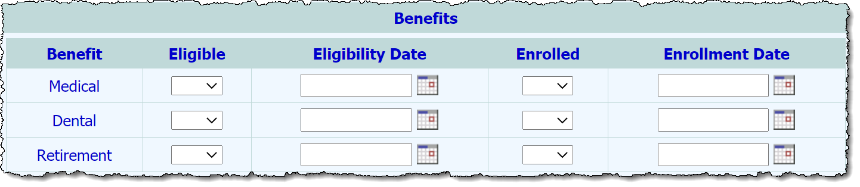 Benefits
Benefit Eligible Eligibility Date Enrolled Enrollment Date
Medical
Dental
Retirement